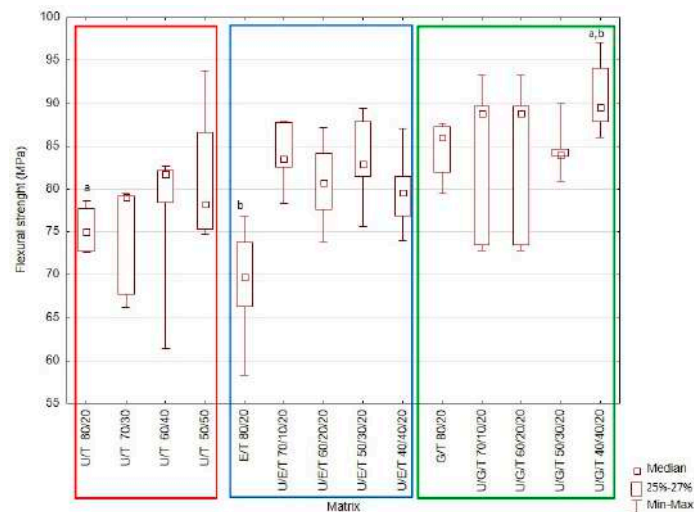 Flexural strenght (MPa)
100
95
90
85
80
75
70
65
60
55
a
b
a,b
U/T 80/20
U/T 70/30
U/T 60/40
U/T 50/50
E/T 80/20
U/E/T 70/10/20
U/E/T 60/20/20
U/E/T 50/30/20
U/E/T 40/40/20
G/T 80/20
U/G/T 70/10/20
U/G/T 60/20/20
U/G/T 50/30/20
U/G/T 40/40/20
Matrix
Median
25%-27%
Min-Max